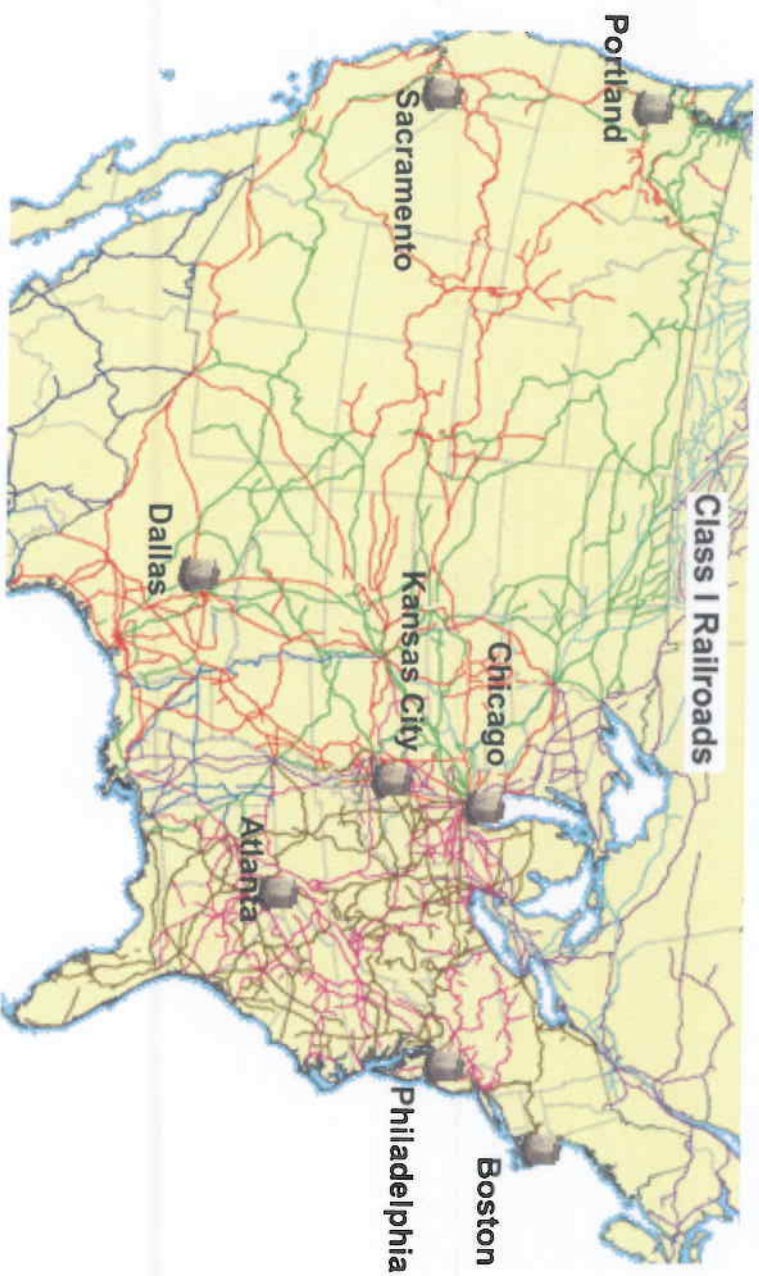 Class I Railroads
Portland
Sacramento
Chicago
Boston
Kansas City
Philadelphia
Dallas
Atlanta